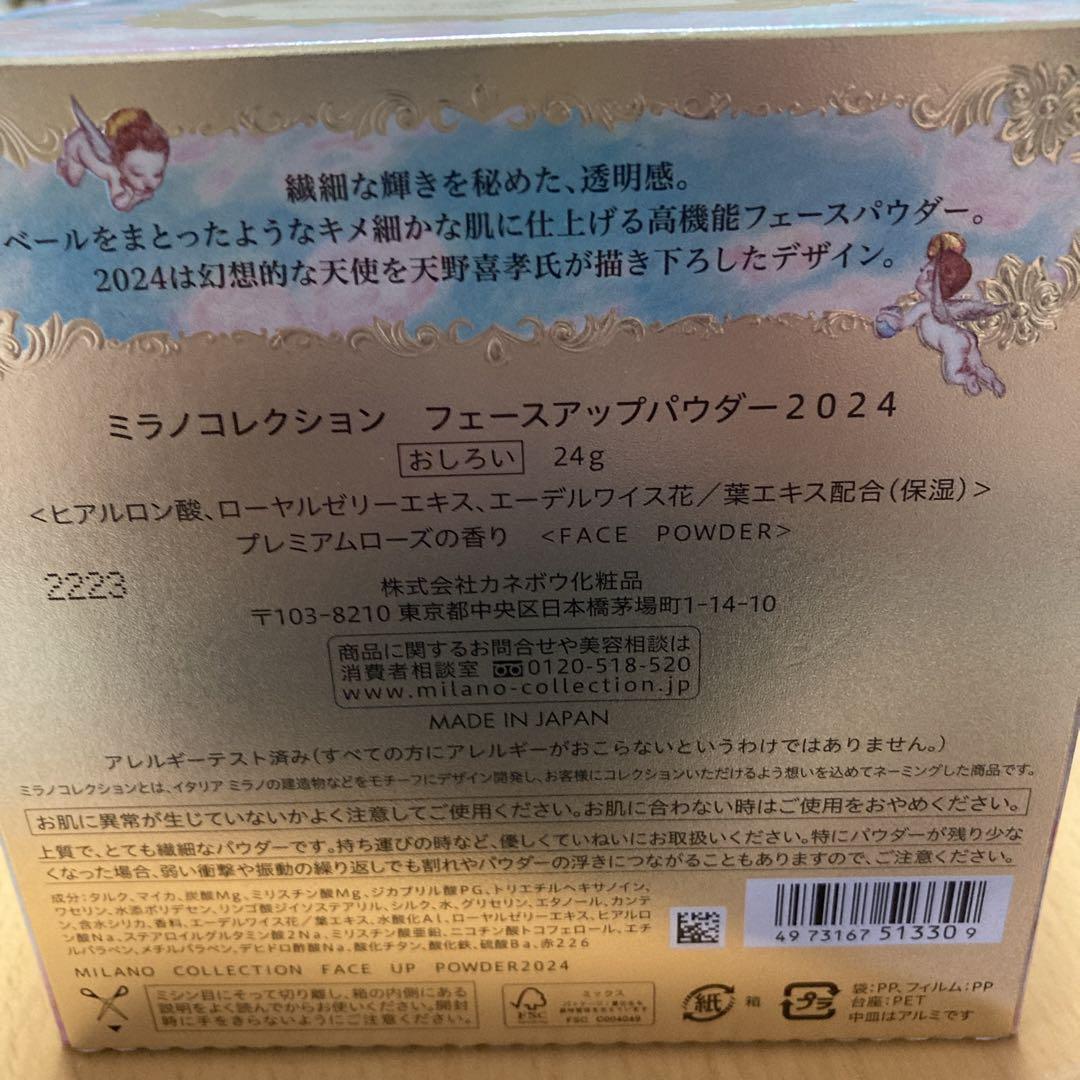 繊細な輝きを秘めた、透明感。
ベールをまとったようなキメ細かな肌に仕上げる高機能フェースパウダー。
2024は幻想的な天使を天野喜孝氏が描き下ろしたデザイン。
ミラノコレクション　フェースアップパウダー2024
おしろい　24g
<ヒアルロン酸、ローヤルゼリーエキス、エーデルワイス花／葉エキス配合(保湿)>
プレミアムローズの香り　<FACE　POWDER>
2223
株式会社カネボウ化粧品
〒103-8210 東京都中央区日本橋茅場町1-14-10
商品に関するお問合せや美容相談は
消費者相談室 0120-518-520
www.milano-collection.jp
MADE IN JAPAN
アレルギーテスト済み(すべての方にアレルギーがおこらないというわけではありません。)
ミラノコレクションとは、イタリア ミラノの建造物などをモチーフにデザイン開発し、お客様にコレクションいただけるよう想いを込めてネーミングした商品です。
お肌に異常が生じていないかよく注意してご使用ください。お肌に合わない時はご使用をおやめください。
上質で、とても繊細なパウダーです。持ち運びの時など、優しくていねいにお取扱いください。特にパウダーが残り少な
くなった場合、弱い衝撃や振動の繰り返しでも割れやパウダーの浮きにつながることもありますので、ご注意ください。
成分：タルク、マイカ、炭酸Mg、ミリスチン酸Mg、ジカプリル酸PG、トリエチルヘキサノイン、
ワセリン、水添ポリデセン、リンゴ酸ジイソステアリル、シルク、水、グリセリン、エタノール、カンテ
ン、含水シリカ、香料、エーデルワイス花／葉エキス、水酸化Al、ローヤルゼリーエキス、ヒアルロ
ン酸Na、ステアロイルグルタミン酸2Na、ミリスチン酸亜鉛、ニコチン酸トコフェロール、エチ
ルパラベン、メチルパラベン、デヒドロ酢酸Na、酸化チタン、酸化鉄、硫酸Ba、赤226
4973167 513309
MILANO　COLLECTION　FACE　UP　POWDER2024
ミシン目にそって切り離し、箱の内側にある
説明をよく読んでからお使いください。開封
時に手をきらないようにご注意ください。
FSC
ミックス
FSC C004049
紙 箱
プラ
袋:PP、フィルム:PP
台座:PET
中皿はアルミです